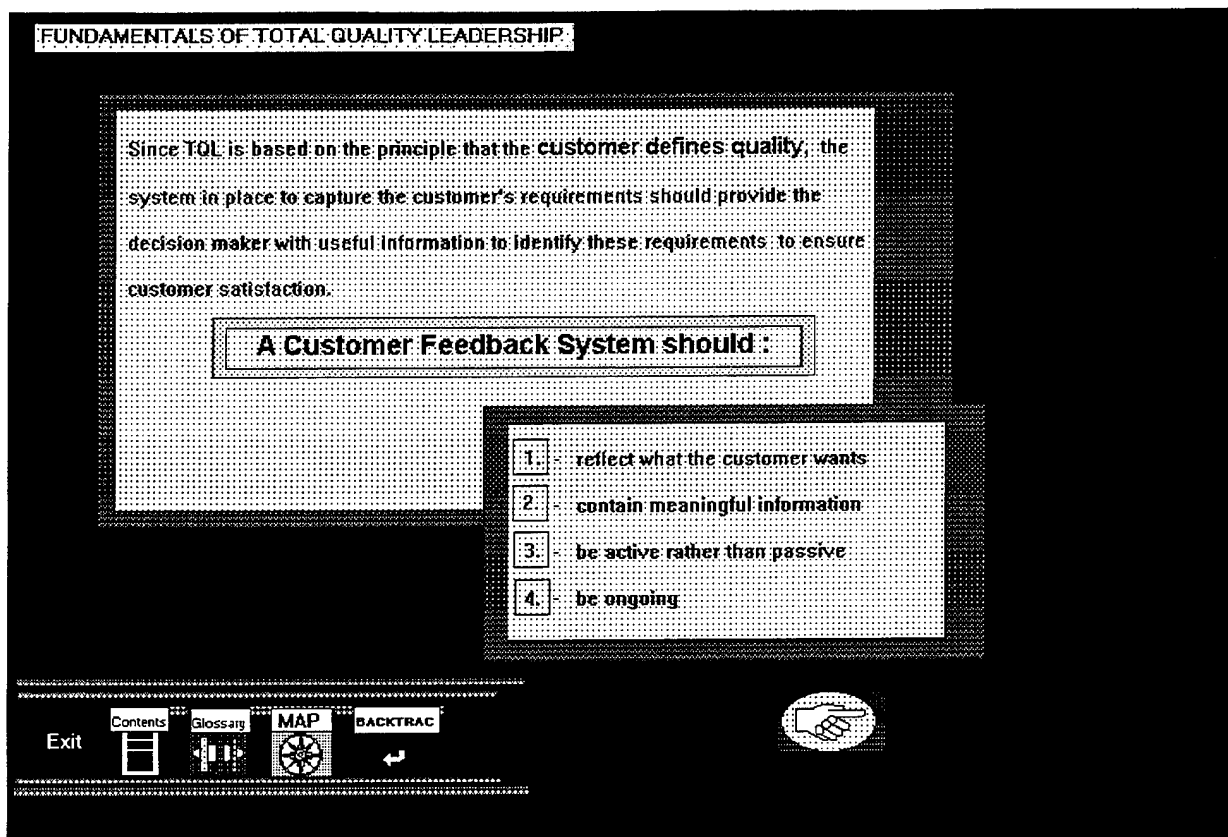 FUNDAMENTALS OF TOTAL QUALITY LEADERSHIP
Since TQL is based on the principle that the customer defines quality, the
system in place to capture the customer's requirements should provide the
decision maker with useful information to identify these requirements to ensure
customer satisfaction.
A Customer Feedback System should :
1. - reflect what the customer wants
2. - contain meaningful information
3. - be active rather than passive
4. - be ongoing
Exit
Contents
Glossary
MAP
BACKTRAC